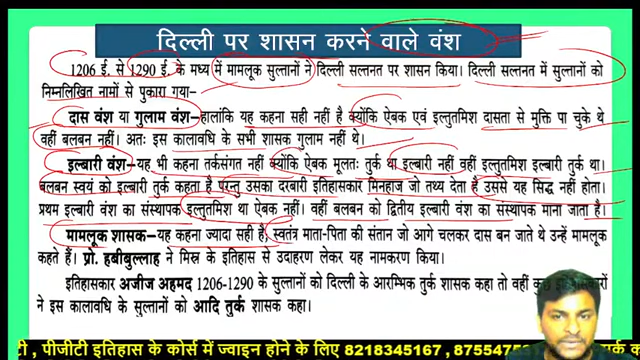 दिल्ली पर शासन करने वाले वंश
1206 ई. से 1290 ई. के मध्य में मामलूक सुल्तानों ने दिल्ली सल्तनत पर शासन किया। दिल्ली सल्तनत में सुल्तानों को
निम्नलिखित नामों से पुकारा गया-
दास वंश या गुलाम वंश-हालांकि यह कहना सही नहीं है क्योंकि ऐबक एवं इल्तुतमिश दासता से मुक्ति पा चुके थे
वहीं बलबन नहीं। अतः इस कालावधि के सभी शासक गुलाम नहीं थे।
इल्बारी वंश- यह भी कहना तर्कसंगत नहीं क्योंकि ऐबक मूलतः तुर्क था इल्बारी नहीं वहीं इल्तुतमिश इल्बारी तुर्क था।
बलबन स्वयं को इल्बारी तुर्क कहता है परन्तु उसका दरबारी इतिहासकार मिनहाज जो तथ्य देता है उससे यह सिद्ध नहीं होता।
प्रथम इल्बारी वंश का संस्थापक इल्तुतमिश था ऐबक नहीं। वहीं बलबन को द्वितीय इल्बारी वंश का संस्थापक माना जाता है।
मामलूक शासक- यह कहना ज्यादा सही है, स्वतंत्र माता-पिता की संतान जो आगे चलकर दास बन जाते थे उन्हें मामलूक
कहते हैं। प्रो. हबीबुल्लाह ने मिस्र के इतिहास से उदाहरण लेकर यह नामकरण किया।
इतिहासकार अजीज अहमद 1206-1290 के सुल्तानों को दिल्ली के आरम्भिक तुर्क शासक कहा तो वहीं कुछ
ने इस कालावधि के सुल्तानों को आदि तुर्क शासक कहा।
टी , पीजीटी इतिहास के कोर्स में ज्वाइन होने के लिए 8218345167 ,